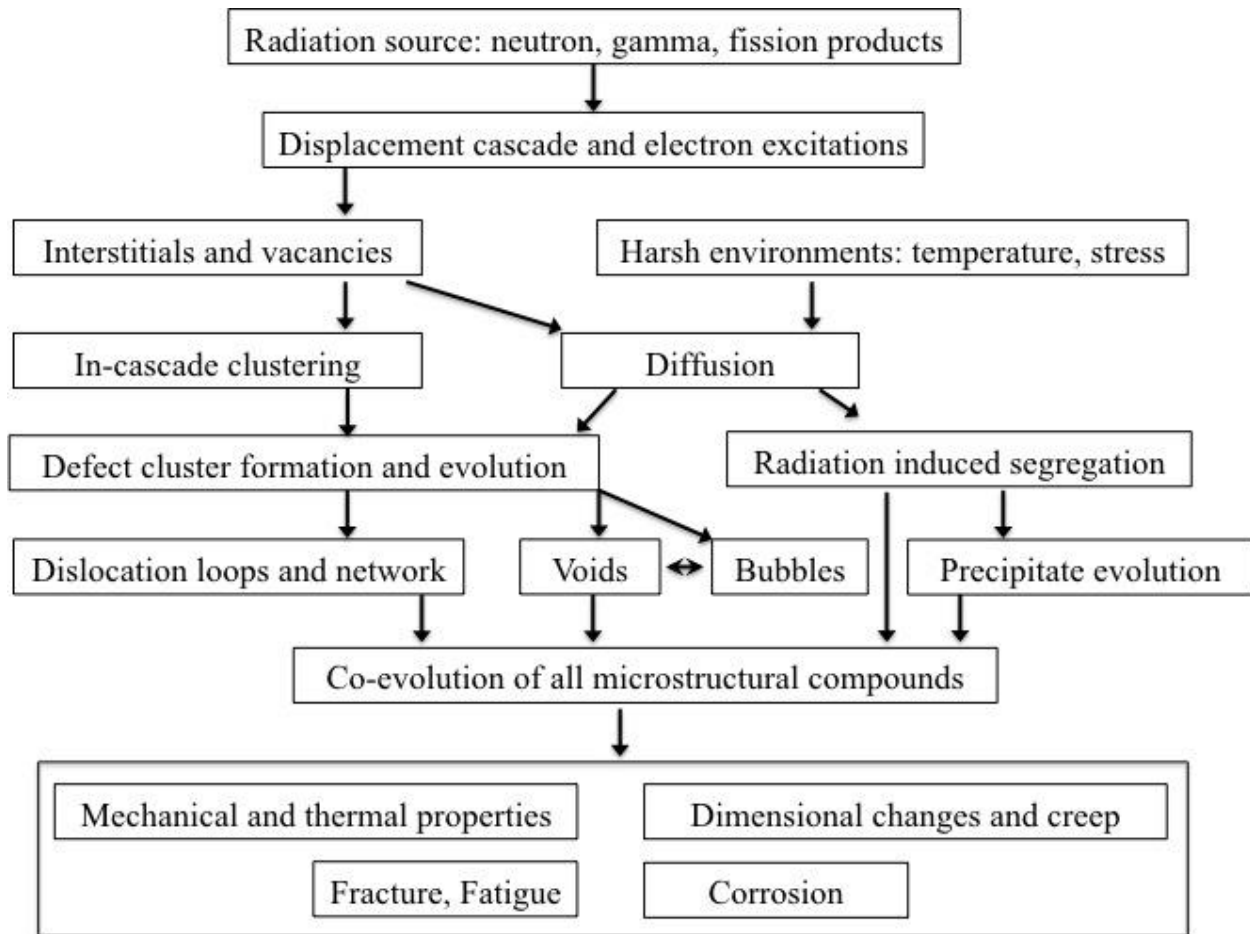 Radiation source: neutron, gamma, fission products
Displacement cascade and electron excitations
Interstitials and vacancies
Harsh environments: temperature, stress
In-cascade clustering
Diffusion
Defect cluster formation and evolution
Radiation induced segregation
Dislocation loops and network
Voids
Bubbles
Precipitate evolution
Co-evolution of all microstructural compounds
Mechanical and thermal properties
Dimensional changes and creep
Fracture, Fatigue
Corrosion